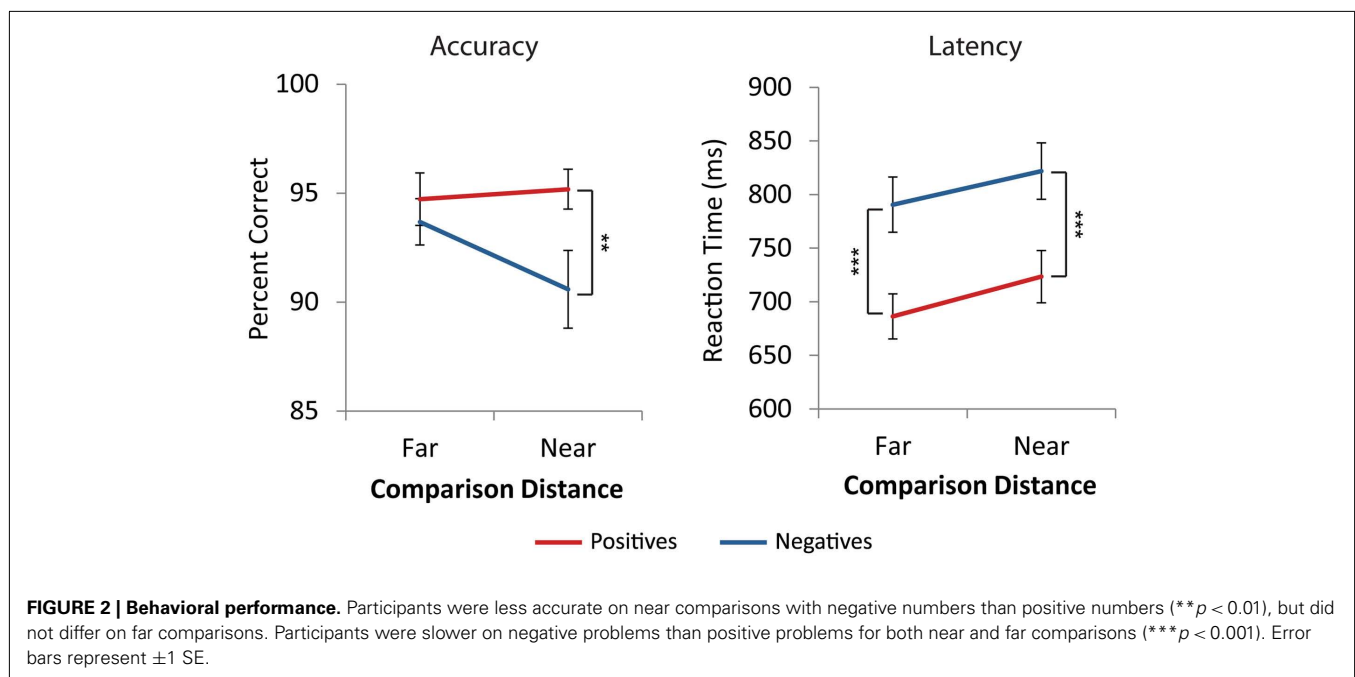 Accuracy
100
95
90
85
Percent Correct
**
Far Near
Comparison Distance
Latency
900
850
800
750
700
650
600
Reaction Time (ms)
***
***
Far Near
Comparison Distance
Positives Negatives
FIGURE 2 | Behavioral performance. Participants were less accurate on near comparisons with negative numbers than positive numbers (**p < 0.01), but did
not differ on far comparisons. Participants were slower on negative problems than positive problems for both near and far comparisons (***p < 0.001). Error
bars represent ±1 SE.